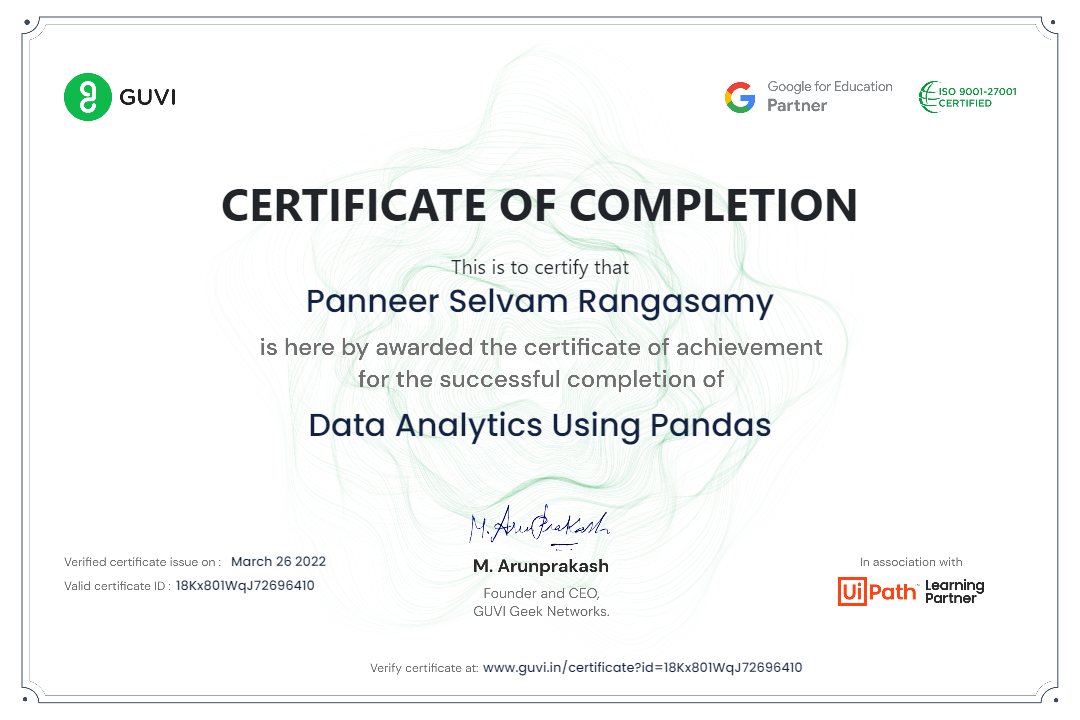 GUVI
Google for Education
Partner
ISO 9001-27001
CERTIFIED
CERTIFICATE OF COMPLETION
This is to certify that
Panneer Selvam Rangasamy
is here by awarded the certificate of achievement
for the successful completion of
Data Analytics Using Pandas
M. ArunPrakash
Verified certificate issue on : March 26 2022
Valid certificate ID : 18Kx801WqJ72696410
M. Arunprakash
Founder and CEO,
GUVI Geek Networks.
In association with
UiPath™ Learning
Partner
Verify certificate at: www.guvi.in/certificate?id=18Kx801WqJ72696410